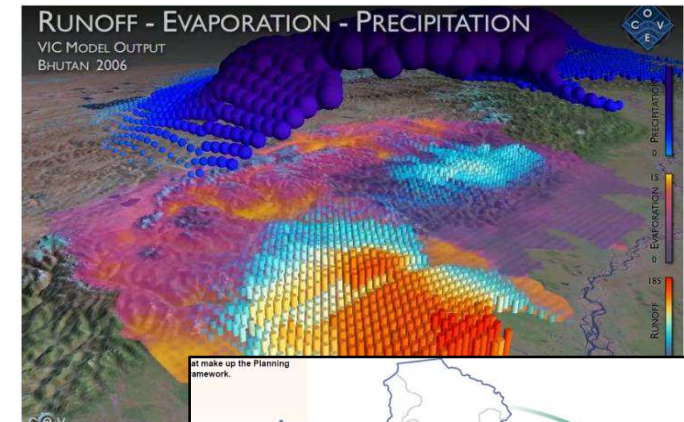 RUNOFF - EVAPORATION - PRECIPITATION
VIC MODEL OUTPUT
BHUTAN 2006
C O V E
PRECIPITATION
0
15
EVAPORATION
0
185
RUNOFF
at make up the Planning
amework.